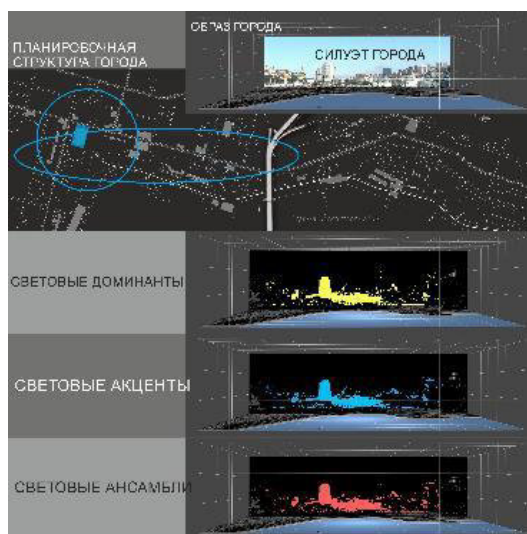 ОБРАЗ ГОРОДА
ПЛАНИРОВОЧНАЯ
СТРУКТУРА ГОРОДА
СИЛУЭТ ГОРОДА
СВЕТОВЫЕ ДОМИНАНТЫ
СВЕТОВЫЕ АКЦЕНТЫ
СВЕТОВЫЕ АНСАМБЛИ